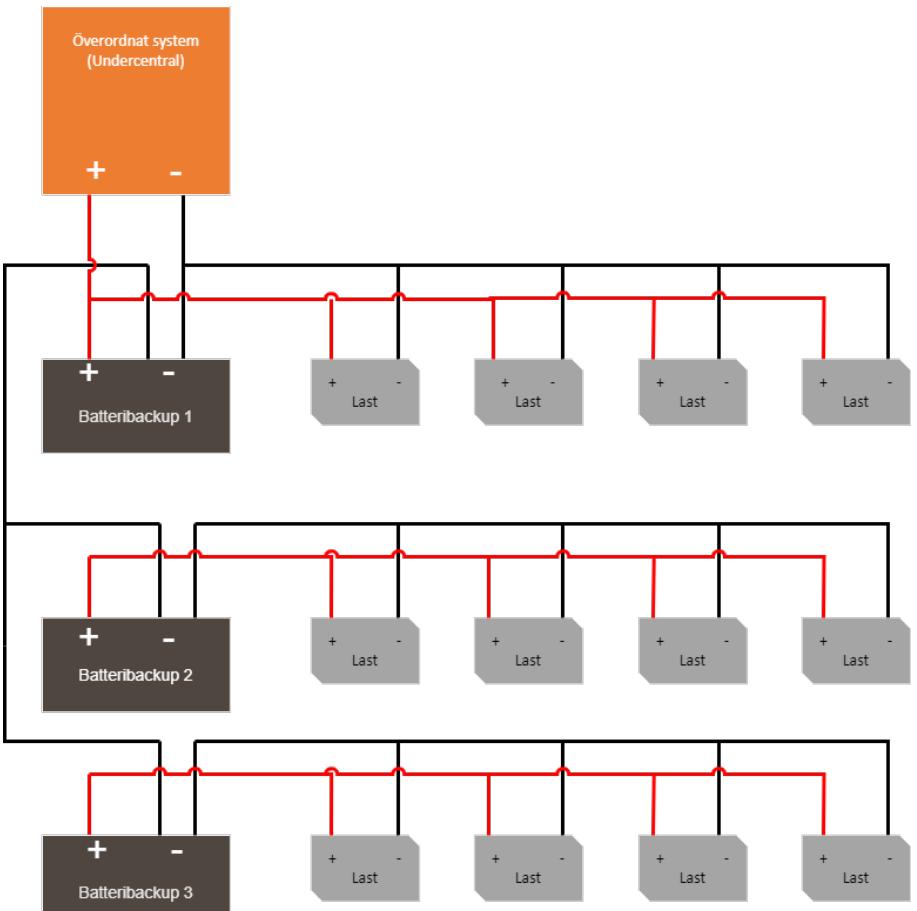 Överordnat system
(Undercentral)
+ -
+ -
Batteribackup 1
+ -
Last
+ -
Last
+ -
Last
+ -
Last
+ -
Batteribackup 2
+ -
Last
+ -
Last
+ -
Last
+ -
Last
+ -
Batteribackup 3
+ -
Last
+ -
Last
+ -
Last
+ -
Last